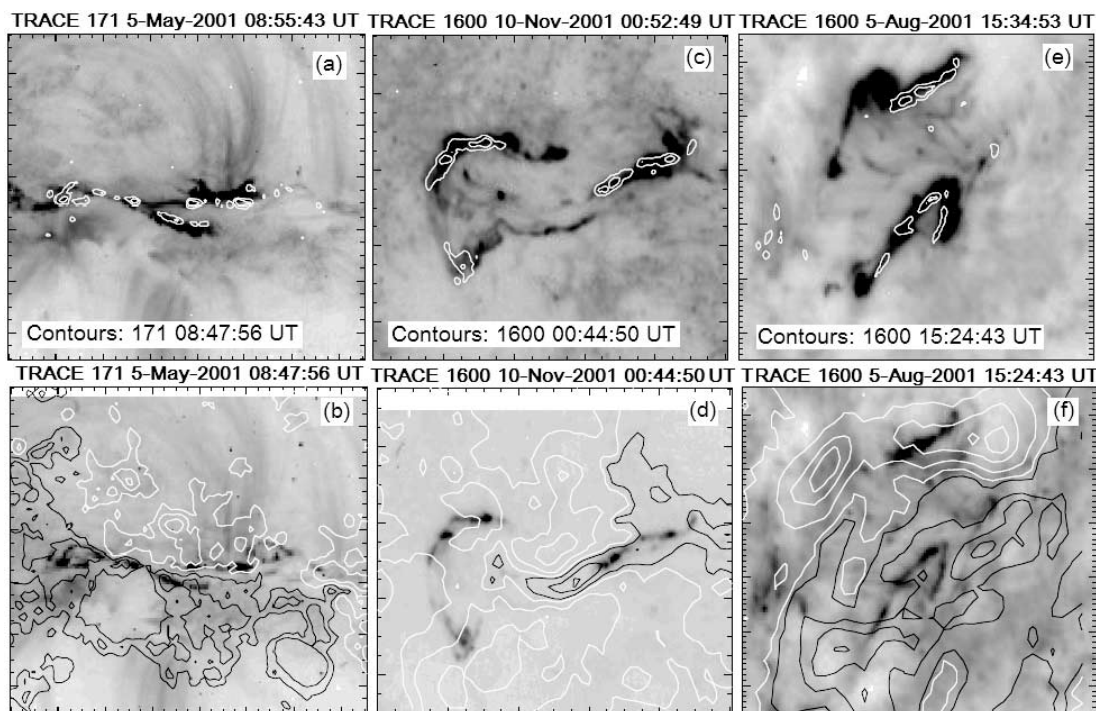 TRACE 171 5-May-2001 08:55:43 UT
(a)
Contours: 171 08:47:56 UT
TRACE 1600 10-Nov-2001 00:52:49 UT
(c)
Contours: 1600 00:44:50 UT
TRACE 1600 5-Aug-2001 15:34:53 UT
(e)
Contours: 1600 15:24:43 UT
TRACE 171 5-May-2001 08:47:56 UT
(b)
TRACE 1600 10-Nov-2001 00:44:50 UT
(d)
TRACE 1600 5-Aug-2001 15:24:43 UT
(f)